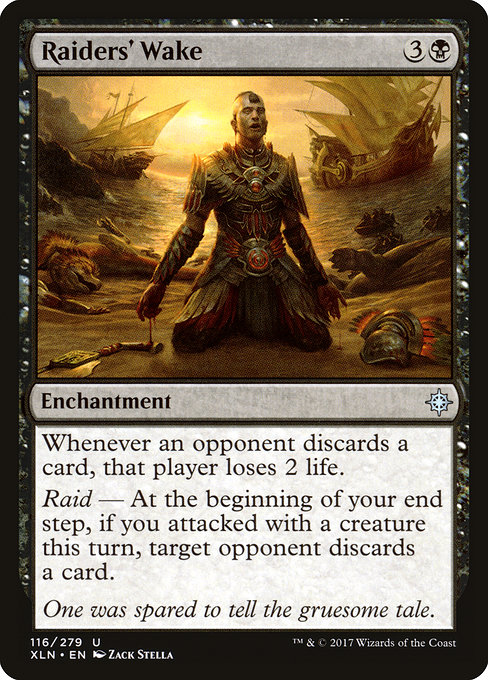 Raiders' Wake 3
Enchantment
Whenever an opponent discards a
card, that player loses 2 life.
Raid — At the beginning of your end
step, if you attacked with a creature
this turn, target opponent discards
a card.
One was spared to tell the gruesome tale.
116/279 U
™ & © 2017 Wizards of the Coast
XLN • EN Zack Stella